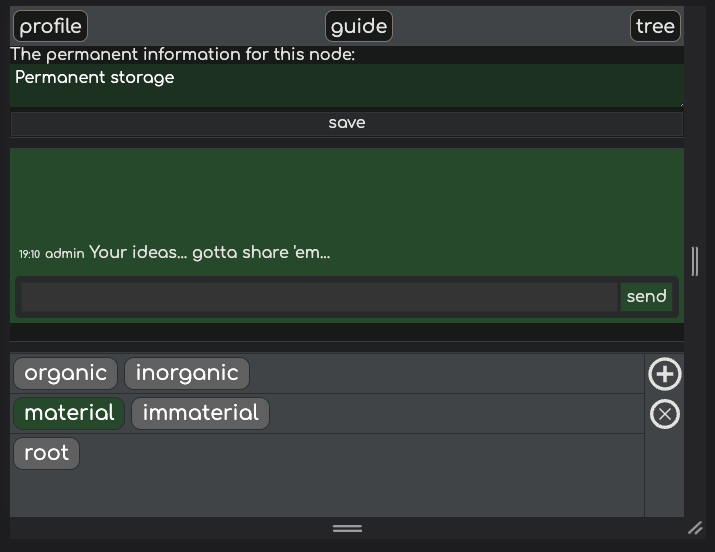 profile guide tree
The permanent information for this node:
Permanent storage
save
19:10 admin Your ideas... gotta share 'em...
send
organic inorganic
material immaterial
root